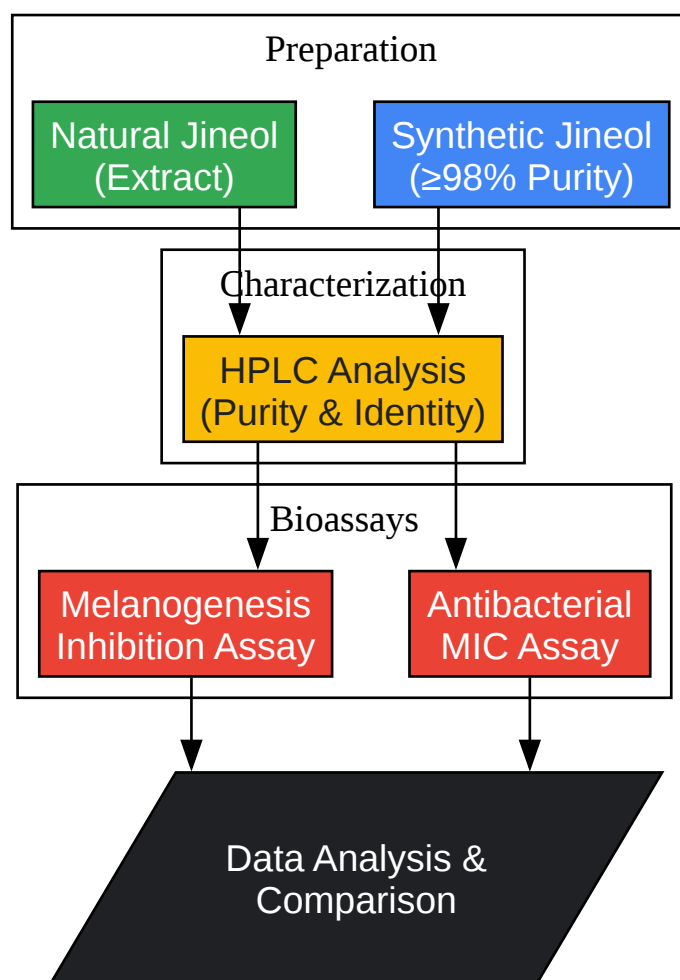 Preparation
Natural Jineol
(Extract)
Synthetic Jineol
(≥98% Purity)
Characterization
HPLC Analysis
(Purity & Identity)
Bioassays
Melanogenesis
Inhibition Assay
Antibacterial
MIC Assay
Data Analysis &
Comparison